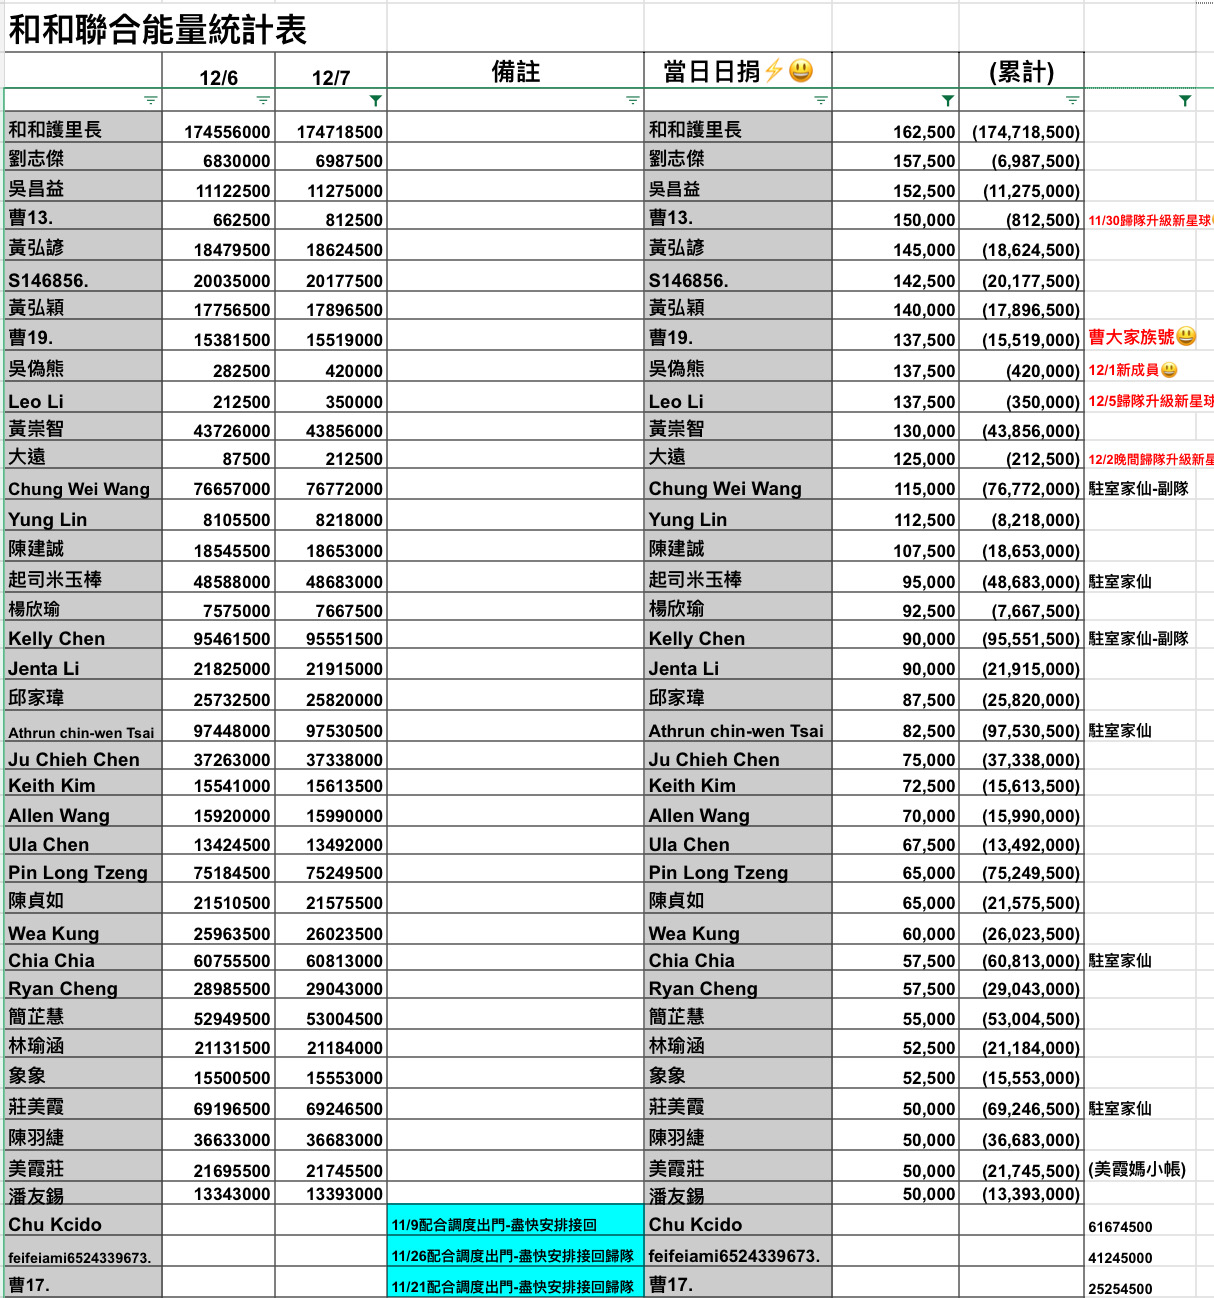 和和聯合能量統計表
12/6 12/7 備註 當日日捐⚡😃 (累計)
和和護里長 174556000 174718500 和和護里長 162,500 (174,718,500)
劉志傑 6830000 6987500 劉志傑 157,500 (6,987,500)
吳昌益 11122500 11275000 吳昌益 152,500 (11,275,000)
曹13. 662500 812500 曹13. 150,000 (812,500) 11/30歸隊升級新星球
黃弘諺 18479500 18624500 黃弘諺 145,000 (18,624,500)
S146856. 20035000 20177500 S146856. 142,500 (20,177,500)
黃弘穎 17756500 17896500 黃弘穎 140,000 (17,896,500)
曹19. 15381500 15519000 曹19. 137,500 (15,519,000) 曹大家族號😃
吳偽熊 282500 420000 吳偽熊 137,500 (420,000) 12/1新成員😃
Leo Li 212500 350000 Leo Li 137,500 (350,000) 12/5歸隊升級新星球
黃崇智 43726000 43856000 黃崇智 130,000 (43,856,000)
大遠 87500 212500 大遠 125,000 (212,500) 12/2晚間歸隊升級新星
Chung Wei Wang 76657000 76772000 Chung Wei Wang 115,000 (76,772,000) 駐室家仙-副隊
Yung Lin 8105500 8218000 Yung Lin 112,500 (8,218,000)
陳建誠 18545500 18653000 陳建誠 107,500 (18,653,000)
起司米玉棒 48588000 48683000 起司米玉棒 95,000 (48,683,000) 駐室家仙
楊欣瑜 7575000 7667500 楊欣瑜 92,500 (7,667,500)
Kelly Chen 95461500 95551500 Kelly Chen 90,000 (95,551,500) 駐室家仙-副隊
Jenta Li 21825000 21915000 Jenta Li 90,000 (21,915,000)
邱家瑋 25732500 25820000 邱家瑋 87,500 (25,820,000)
Athrun chin-wen Tsai 97448000 97530500 Athrun chin-wen Tsai 82,500 (97,530,500) 駐室家仙
Ju Chieh Chen 37263000 37338000 Ju Chieh Chen 75,000 (37,338,000)
Keith Kim 15541000 15613500 Keith Kim 72,500 (15,613,500)
Allen Wang 15920000 15990000 Allen Wang 70,000 (15,990,000)
Ula Chen 13424500 13492000 Ula Chen 67,500 (13,492,000)
Pin Long Tzeng 75184500 75249500 Pin Long Tzeng 65,000 (75,249,500)
陳貞如 21510500 21575500 陳貞如 65,000 (21,575,500)
Wea Kung 25963500 26023500 Wea Kung 60,000 (26,023,500)
Chia Chia 60755500 60813000 Chia Chia 57,500 (60,813,000) 駐室家仙
Ryan Cheng 28985500 29043000 Ryan Cheng 57,500 (29,043,000)
簡芷慧 52949500 53004500 簡芷慧 55,000 (53,004,500)
林瑜涵 21131500 21184000 林瑜涵 52,500 (21,184,000)
象象 15500500 15553000 象象 52,500 (15,553,000)
莊美霞 69196500 69246500 莊美霞 50,000 (69,246,500) 駐室家仙
陳羽緁 36633000 36683000 陳羽緁 50,000 (36,683,000)
美霞莊 21695500 21745500 美霞莊 50,000 (21,745,500) (美霞媽小帳)
潘友錫 13343000 13393000 潘友錫 50,000 (13,393,000)
Chu Kcido 11/9配合調度出門-盡快安排接回 Chu Kcido 61674500
feifeiami6524339673. 11/26配合調度出門-盡快安排接回歸隊 feifeiami6524339673. 41245000
曹17. 11/21配合調度出門-盡快安排接回歸隊 曹17. 25254500